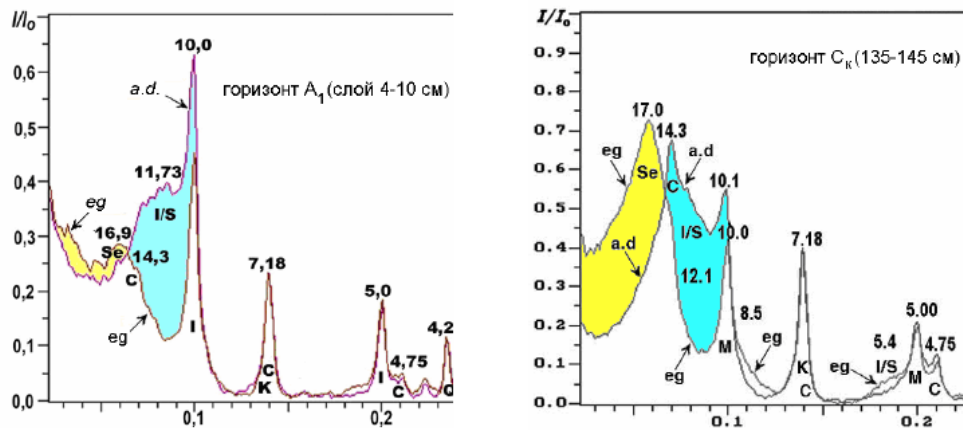 I/I₀
10,0
a.d.
горизонт A₁(слой 4-10 см)
0,6
0,5
11,73
0,4
I/S
eg
0,3
16,9
Se
14,3
7,18
C
0,2
5,0
4,2
eg
I
0,1
4,75
C
K
I
C
Q
0,0
0,1
0,2
I/I₀
0.9
горизонт Cк(135-145 см)
0.8
17.0
14.3
0.7
eg
a.d
0.6
Se
C
10.1
0.5
I/S
10.0
7.18
0.4
a.d
12.1
0.3
8.5
5.00
0.2
eg
M
eg
5.4
4.75
0.1
K
eg
I/S
C
M
C
0.0
0.1
0.2